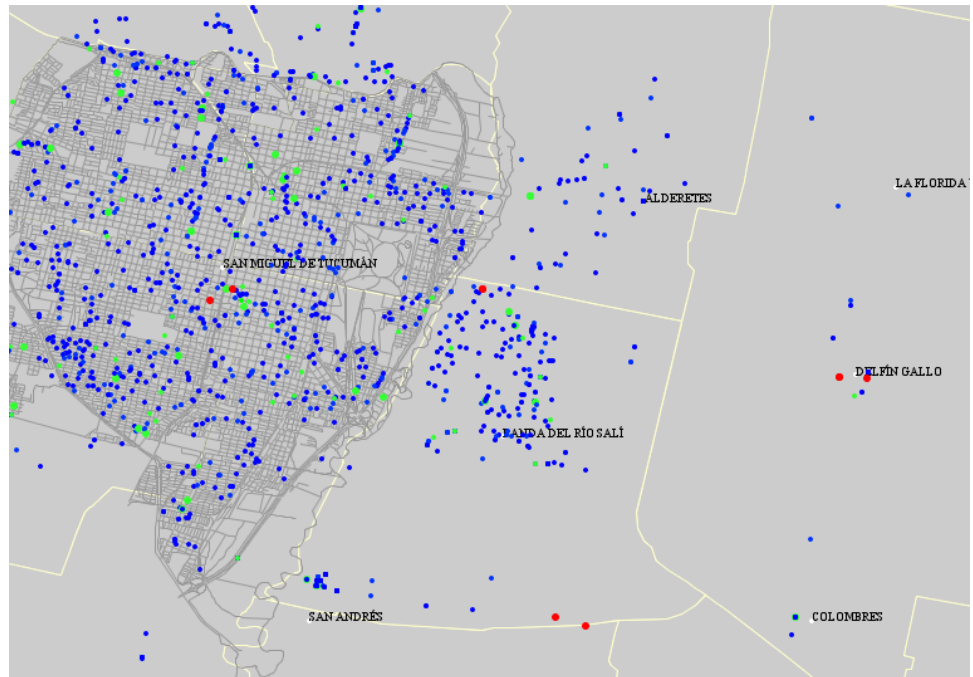 LA FLORIDA
ALDERETES
SAN MIGUEL DE TUCUMÁN
DELFÍN GALLO
BANDA DEL RÍO SALÍ
SAN ANDRÉS
COLOMBRES